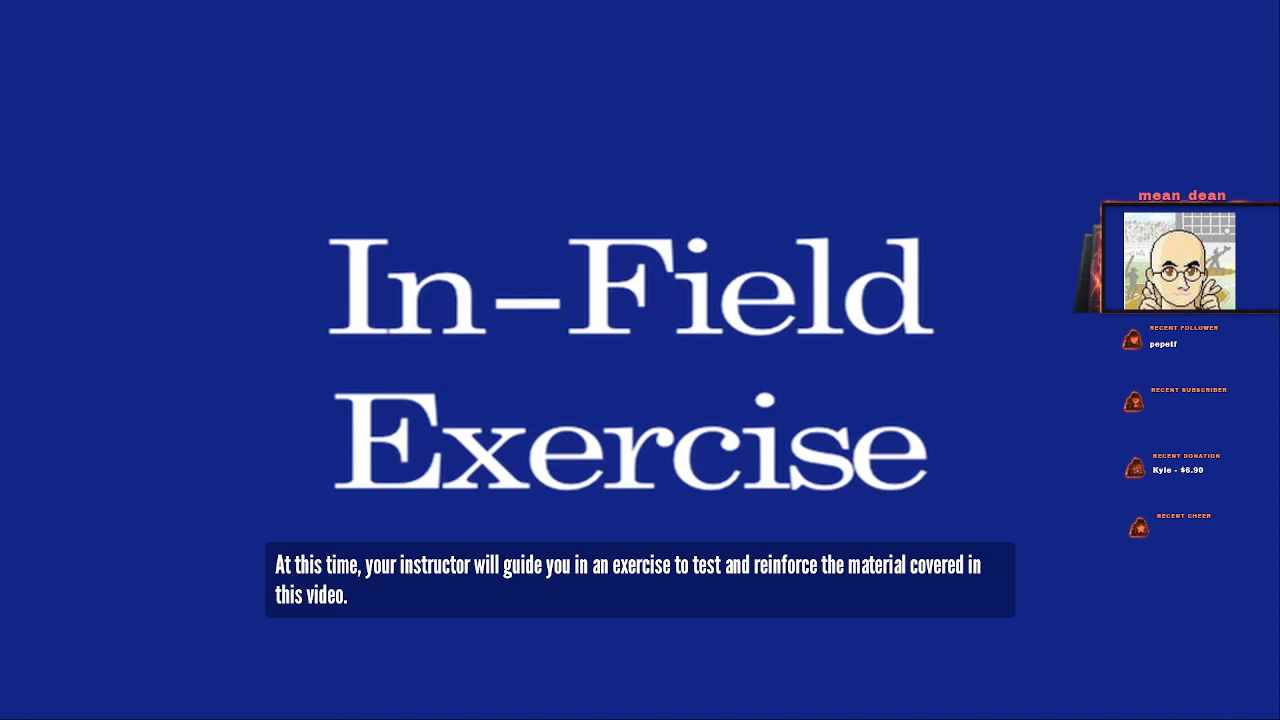 In-Field
Exercise
At this time, your instructor will guide you in an exercise to test and reinforce the material covered in
this video.
mean_dean
RECENT FOLLOWER
pepetf
RECENT SUBSCRIBER
RECENT DONATION
Kyle - $6.90
RECENT CHEER